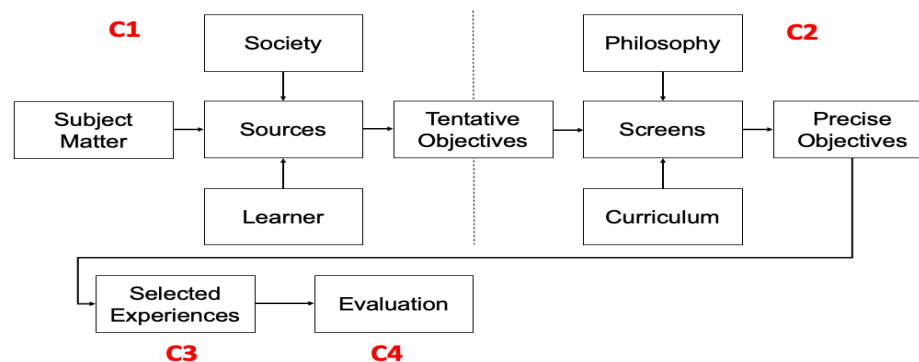 C1
Society
Philosophy
C2
Subject
Matter
Sources
Tentative
Objectives
Screens
Precise
Objectives
Learner
Curriculum
Selected
Experiences
Evaluation
C3
C4